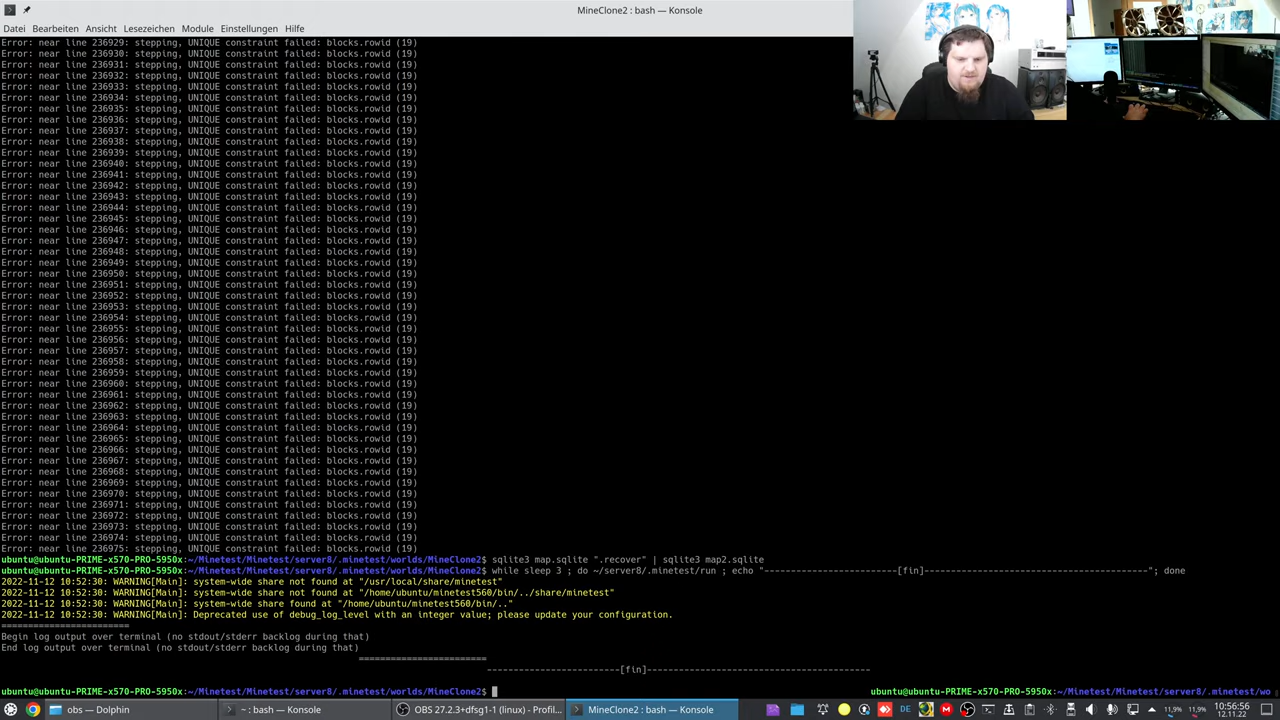 MineClone2 : bash — Konsole
Datei Bearbeiten Ansicht Lesezeichen Module Einstellungen Hilfe
Error: near line 236929: stepping, UNIQUE constraint failed: blocks.rowid (19)
Error: near line 236930: stepping, UNIQUE constraint failed: blocks.rowid (19)
Error: near line 236931: stepping, UNIQUE constraint failed: blocks.rowid (19)
Error: near line 236932: stepping, UNIQUE constraint failed: blocks.rowid (19)
Error: near line 236933: stepping, UNIQUE constraint failed: blocks.rowid (19)
Error: near line 236934: stepping, UNIQUE constraint failed: blocks.rowid (19)
Error: near line 236935: stepping, UNIQUE constraint failed: blocks.rowid (19)
Error: near line 236936: stepping, UNIQUE constraint failed: blocks.rowid (19)
Error: near line 236937: stepping, UNIQUE constraint failed: blocks.rowid (19)
Error: near line 236938: stepping, UNIQUE constraint failed: blocks.rowid (19)
Error: near line 236939: stepping, UNIQUE constraint failed: blocks.rowid (19)
Error: near line 236940: stepping, UNIQUE constraint failed: blocks.rowid (19)
Error: near line 236941: stepping, UNIQUE constraint failed: blocks.rowid (19)
Error: near line 236942: stepping, UNIQUE constraint failed: blocks.rowid (19)
Error: near line 236943: stepping, UNIQUE constraint failed: blocks.rowid (19)
Error: near line 236944: stepping, UNIQUE constraint failed: blocks.rowid (19)
Error: near line 236945: stepping, UNIQUE constraint failed: blocks.rowid (19)
Error: near line 236946: stepping, UNIQUE constraint failed: blocks.rowid (19)
Error: near line 236947: stepping, UNIQUE constraint failed: blocks.rowid (19)
Error: near line 236948: stepping, UNIQUE constraint failed: blocks.rowid (19)
Error: near line 236949: stepping, UNIQUE constraint failed: blocks.rowid (19)
Error: near line 236950: stepping, UNIQUE constraint failed: blocks.rowid (19)
Error: near line 236951: stepping, UNIQUE constraint failed: blocks.rowid (19)
Error: near line 236952: stepping, UNIQUE constraint failed: blocks.rowid (19)
Error: near line 236953: stepping, UNIQUE constraint failed: blocks.rowid (19)
Error: near line 236954: stepping, UNIQUE constraint failed: blocks.rowid (19)
Error: near line 236955: stepping, UNIQUE constraint failed: blocks.rowid (19)
Error: near line 236956: stepping, UNIQUE constraint failed: blocks.rowid (19)
Error: near line 236957: stepping, UNIQUE constraint failed: blocks.rowid (19)
Error: near line 236958: stepping, UNIQUE constraint failed: blocks.rowid (19)
Error: near line 236959: stepping, UNIQUE constraint failed: blocks.rowid (19)
Error: near line 236960: stepping, UNIQUE constraint failed: blocks.rowid (19)
Error: near line 236961: stepping, UNIQUE constraint failed: blocks.rowid (19)
Error: near line 236962: stepping, UNIQUE constraint failed: blocks.rowid (19)
Error: near line 236963: stepping, UNIQUE constraint failed: blocks.rowid (19)
Error: near line 236964: stepping, UNIQUE constraint failed: blocks.rowid (19)
Error: near line 236965: stepping, UNIQUE constraint failed: blocks.rowid (19)
Error: near line 236966: stepping, UNIQUE constraint failed: blocks.rowid (19)
Error: near line 236967: stepping, UNIQUE constraint failed: blocks.rowid (19)
Error: near line 236968: stepping, UNIQUE constraint failed: blocks.rowid (19)
Error: near line 236969: stepping, UNIQUE constraint failed: blocks.rowid (19)
Error: near line 236970: stepping, UNIQUE constraint failed: blocks.rowid (19)
Error: near line 236971: stepping, UNIQUE constraint failed: blocks.rowid (19)
Error: near line 236972: stepping, UNIQUE constraint failed: blocks.rowid (19)
Error: near line 236973: stepping, UNIQUE constraint failed: blocks.rowid (19)
Error: near line 236974: stepping, UNIQUE constraint failed: blocks.rowid (19)
Error: near line 236975: stepping, UNIQUE constraint failed: blocks.rowid (19)
ubuntu@ubuntu-PRIME-x570-PRO-5950x:~/Minetest/Minetest/server8/.minetest/worlds/MineClone2$ sqlite3 map.sqlite ".recover" | sqlite3 map2.sqlite
ubuntu@ubuntu-PRIME-x570-PRO-5950x:~/Minetest/Minetest/server8/.minetest/worlds/MineClone2$ while sleep 3 ; do ~/server8/.minetest/run ; echo "-------------------------[fin]------------------------------------------"; done
2022-11-12 10:52:30: WARNING[Main]: system-wide share not found at "/usr/local/share/minetest"
2022-11-12 10:52:30: WARNING[Main]: system-wide share not found at "/home/ubuntu/minetest560/bin/../share/minetest"
2022-11-12 10:52:30: WARNING[Main]: system-wide share found at "/home/ubuntu/minetest560/bin/.."
2022-11-12 10:52:30: WARNING[Main]: Deprecated use of debug_log_level with an integer value; please update your configuration.
========================
Begin log output over terminal (no stdout/stderr backlog during that)
End log output over terminal (no stdout/stderr backlog during that)
========================
-------------------------[fin]------------------------------------------
ubuntu@ubuntu-PRIME-x570-PRO-5950x:~/Minetest/Minetest/server8/.minetest/worlds/MineClone2$ ubuntu@ubuntu-PRIME-x570-PRO-5950x:~/Minetest/Minetest/server8/.minetest/wo
obs — Dolphin ~ : bash — Konsole OBS 27.2.3+dfsg1-1 (linux) - Profil... MineClone2 : bash — Konsole DE 11,9% 11,9% 10:56:56
12.11.22